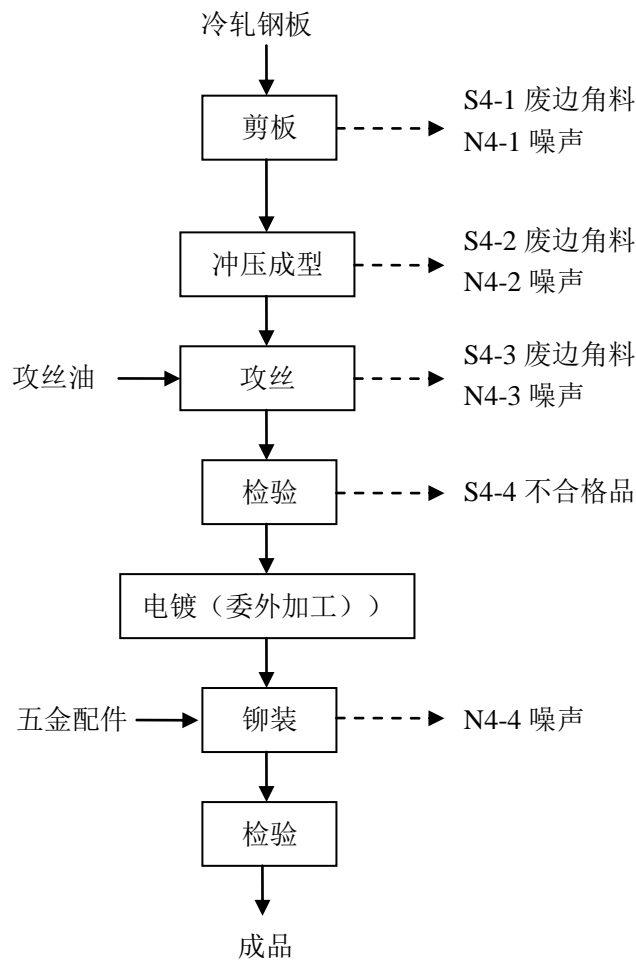 冷轧钢板
剪板
S4-1 废边角料
N4-1 噪声
冲压成型
S4-2 废边角料
N4-2 噪声
攻丝油
攻丝
S4-3 废边角料
N4-3 噪声
检验
S4-4 不合格品
电镀（委外加工））
五金配件
铆装
N4-4 噪声
检验
成品